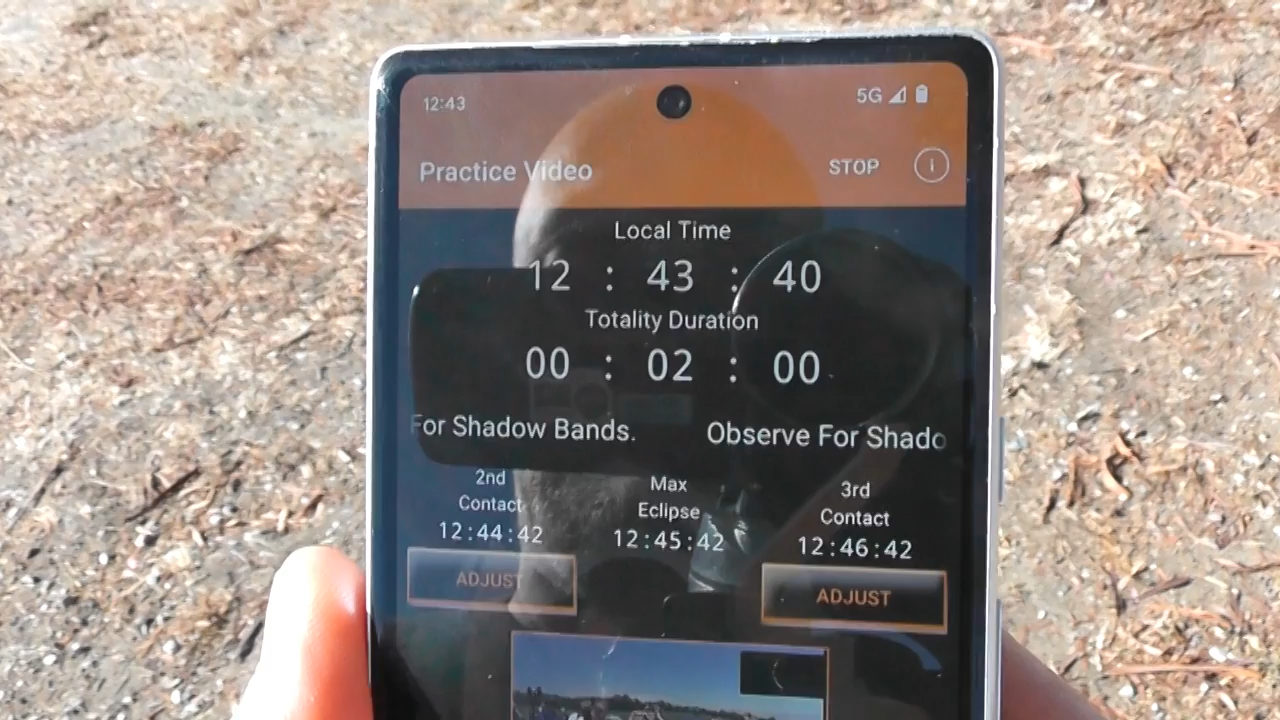 12:43 5G
Practice Video STOP
Local Time
12 : 43 : 40
Totality Duration
00 : 02 : 00
For Shadow Bands. Observe For Shado
2nd Contact
12:44:42
ADJUST
Max Eclipse
12:45:42
3rd Contact
12:46:42
ADJUST